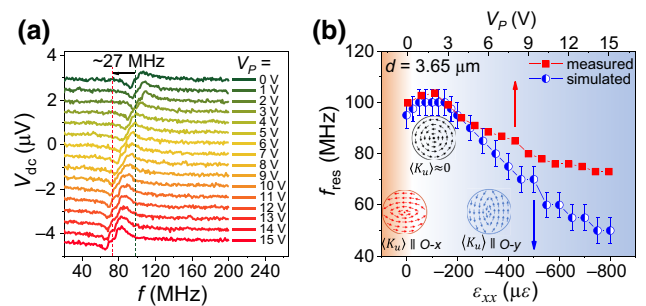 (a)
~27 MHz
V_P =
0 V
1 V
2 V
3 V
4 V
5 V
6 V
7 V
8 V
9 V
10 V
11 V
12 V
13 V
14 V
15 V
4
2
0
−2
−4
V_dc (μV)
40 80 120 160 200 240
f (MHz)
(b)
V_P (V)
0 3 6 9 12 15
d = 3.65 μm
measured
simulated
⟨K_u⟩≈0
⟨K_u⟩ ∥ O-x
⟨K_u⟩ ∥ O-y
120
100
80
60
40
f_res (MHz)
0 −200 −400 −600 −800
ε_xx (με)